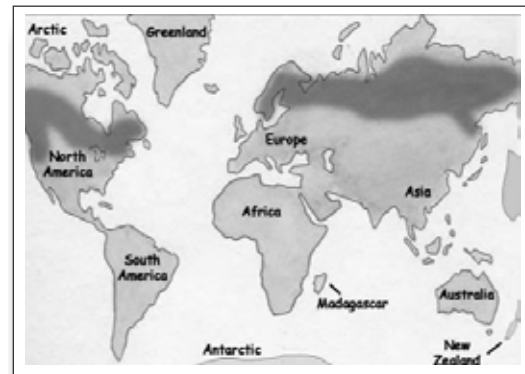 Arctic
Greenland
Europe
North
America
Asia
Africa
South
America
Madagascar
Australia
New
Zealand
Antarctic